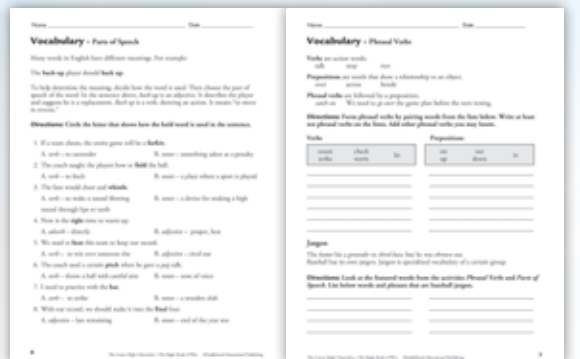 Name Date
Vocabulary – Parts of Speech
Many words in English have different meanings. For example:
The back-up player should back up.
To help determine the meaning, decide how the word is used. Then choose the part of
speech of the word. In the sentence above, Back-up is an adjective. It describes the player
and suggests he is a replacement. Back up is a verb, showing an action. It means "to move
in reverse."
Directions: Circle the letter that shows how the bold word is used in the sentence.
1. If a team cheats, the entire game will be a forfeit.
A. verb – to surrender B. noun – something taken as a penalty
2. The coach taught the players how to field the ball.
A. verb – to fetch B. noun – a place where a sport is played
3. The fans would cheer and whistle.
A. verb – to make a sound blowing B. noun – a device for making a high
sound through lips or teeth
4. Now is the right time to warm up.
A. adverb – directly B. adjective – proper, best
5. We need to beat this team to keep our record.
A. verb – to win over someone else B. adjective – tired out
6. The coach used a certain pitch when he gave a pep talk.
A. verb – throw a ball with careful aim B. noun – tone of voice
7. I need to practice with the bat.
A. verb – to strike B. noun – a wooden club
8. With our record, we should make it into the final four.
A. adjective – last remaining B. noun – end of the year test
6
Name Date
Vocabulary – Phrasal Verbs
Verbs are action words.
talk stop run
Prepositions are words that show a relationship to an object.
over across beside
Phrasal verbs are followed by a preposition.
catch on We need to go over the game plan before the next inning.
Directions: Form phrasal verbs by pairing words from the lists below. Write at least
ten phrasal verbs on the lines. Add other phrasal verbs you may know.
Verbs Prepositions
count check hit on out in
strike warm up down
Jargon
The batter hit a grounder to third base, but he was thrown out.
Baseball has its own jargon. Jargon is specialized vocabulary of a certain group.
Directions: Look at the featured words from the activities Phrasal Verbs and Parts of
Speech. List below words and phrases that are baseball jargon.
7